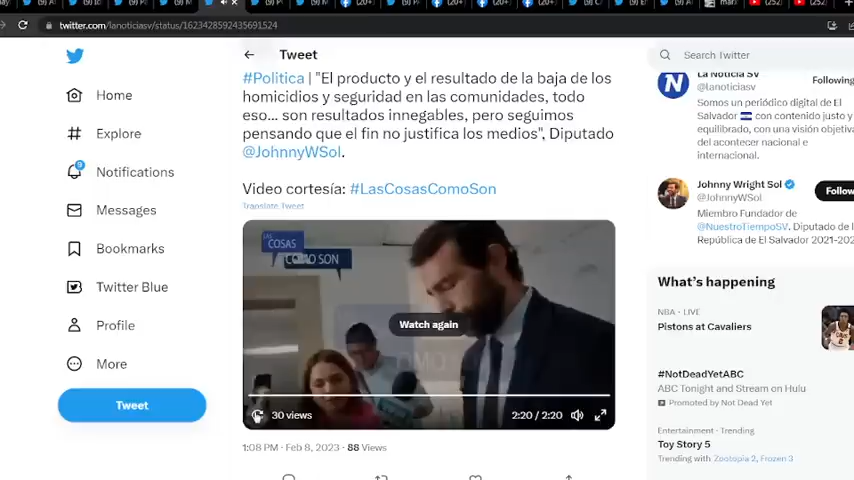 twitter.com/lanoticiasv/status/1623428592435691524
Home
Explore
9
Notifications
Messages
Bookmarks
Twitter Blue
Profile
More
Tweet
Tweet
#Politica | "El producto y el resultado de la baja de los
homicidios y seguridad en las comunidades, todo
eso... son resultados innegables, pero seguimos
pensando que el fin no justifica los medios", Diputado
@JohnnyWSol.
Video cortesía: #LasCosasComoSon
Translate Tweet
LAS
COSAS
COMO SON
Watch again
30 views
2:20 / 2:20
1:08 PM · Feb 8, 2023 · 88 Views
Search Twitter
La Noticia SV
@lanoticiasv
Following
Somos un periódico digital de El
Salvador con contenido justo y
equilibrado, con una visión objetiva
del acontecer nacional e
internacional.
Johnny Wright Sol
@JohnnyWSol
Follow
Miembro Fundador de
@NuestroTiempoSV. Diputado de l
República de El Salvador 2021-202
What's happening
NBA · LIVE
Pistons at Cavaliers
#NotDeadYetABC
ABC Tonight and Stream on Hulu
Promoted by Not Dead Yet
Entertainment · Trending
Toy Story 5
Trending with Zootopia 2, Frozen 3